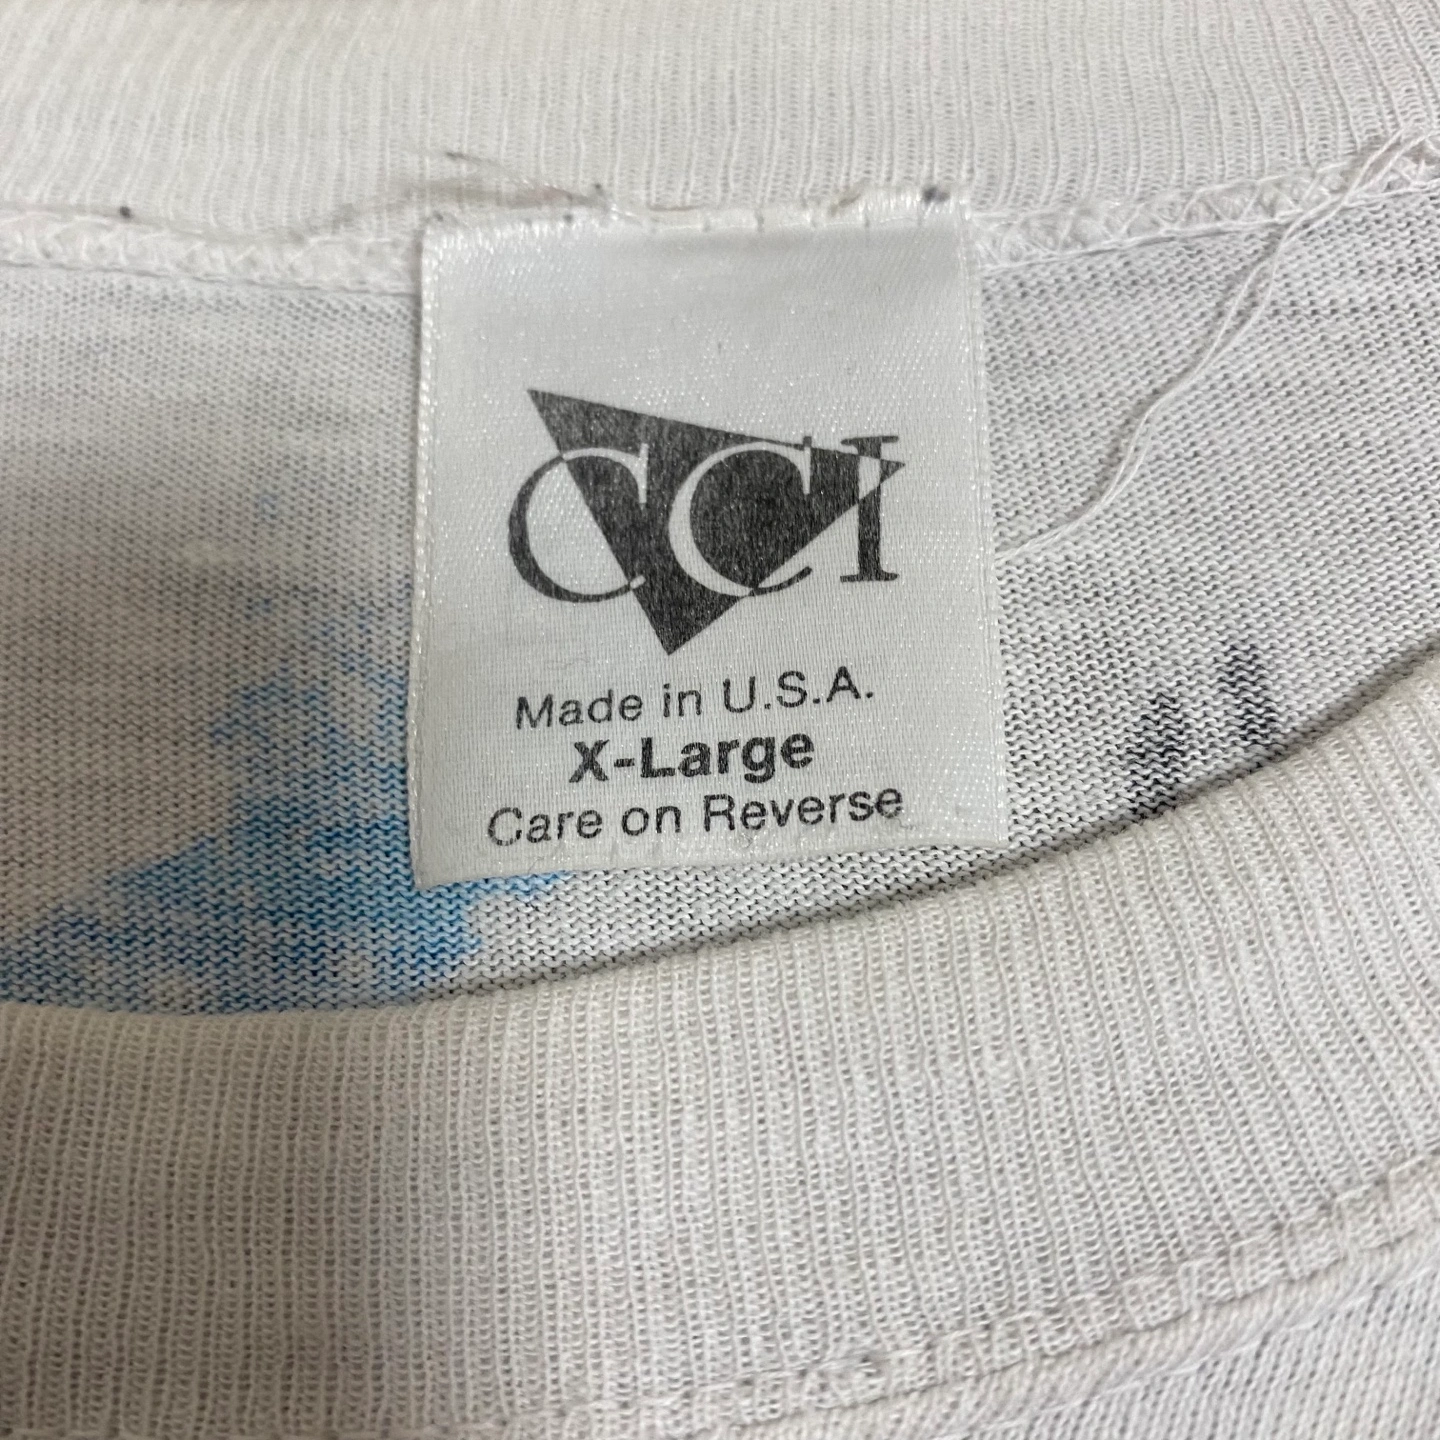 CCI
Made in U.S.A.
X-Large
Care on Reverse